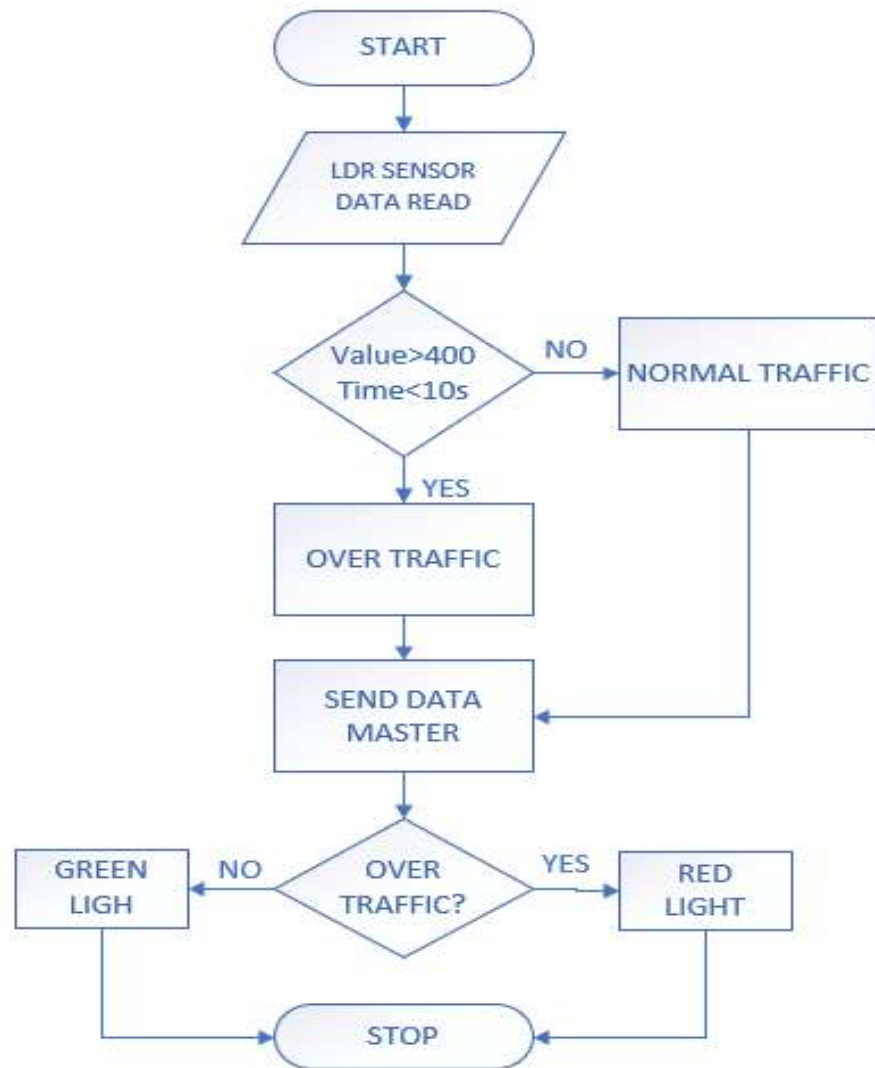 START
LDR SENSOR
DATA READ
Value>400
Time<10s
NO
NORMAL TRAFFIC
YES
OVER TRAFFIC
SEND DATA
MASTER
GREEN
LIGH
NO
OVER
TRAFFIC?
YES
RED
LIGHT
STOP